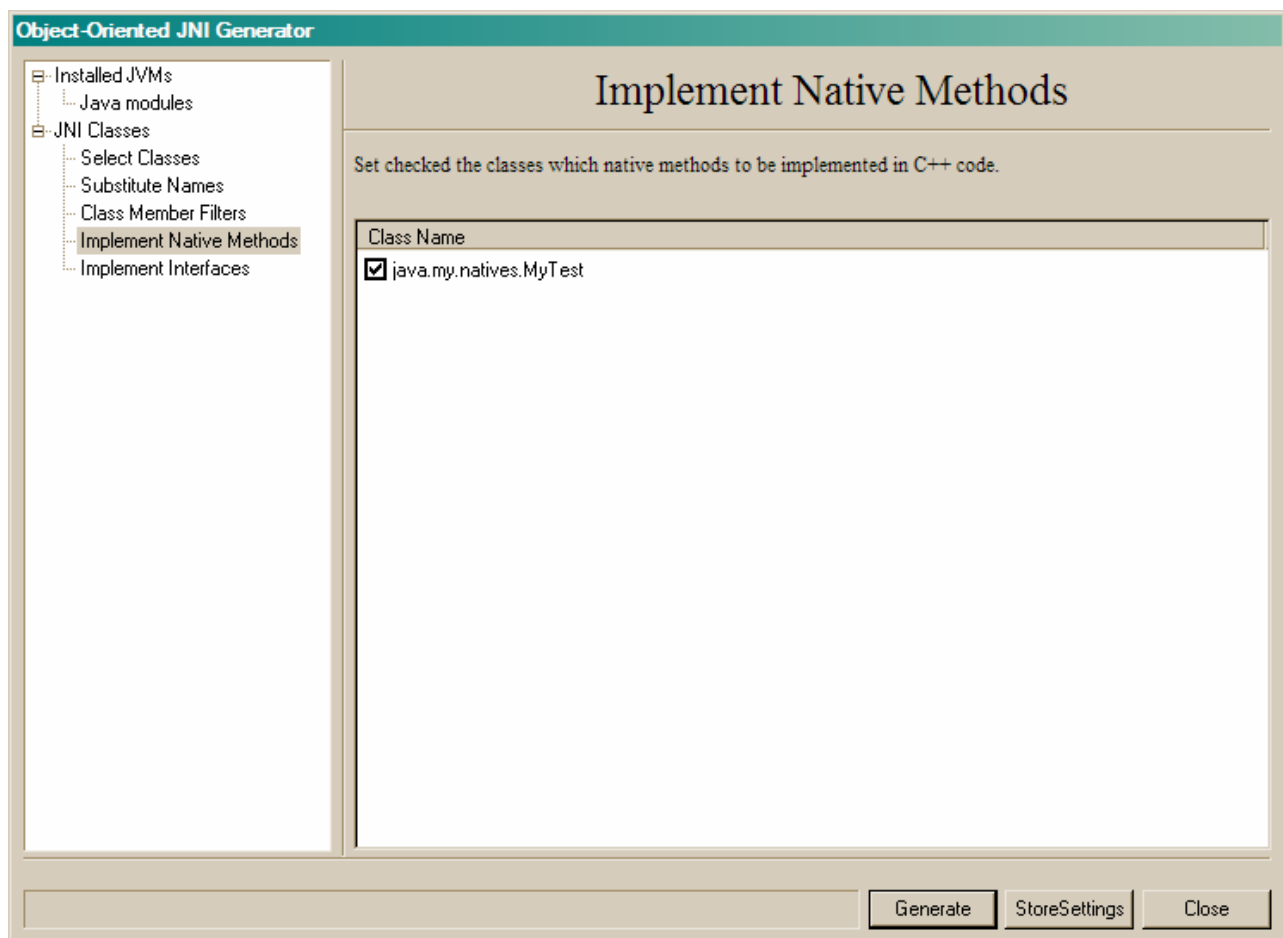 Object-Oriented JNI Generator
Installed JVMs
Java modules
JNI Classes
Select Classes
Substitute Names
Class Member Filters
Implement Native Methods
Implement Interfaces
Implement Native Methods
Set checked the classes which native methods to be implemented in C++ code.
Class Name
java.my.natives.MyTest
Generate
StoreSettings
Close